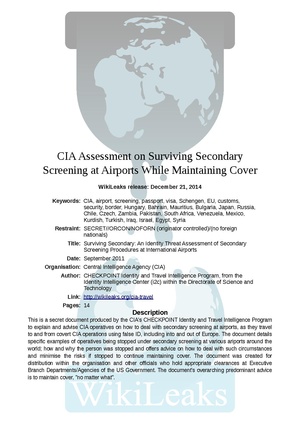 CIA Assessment on Surviving Secondary
Screening at Airports While Maintaining Cover
WikiLeaks release: December 21, 2014
Keywords: CIA, airport, screening, passport, visa, Schengen, EU, customs,
security, border, Hungary, Bahrain, Mauritius, Bulgaria, Japan, Russia,
Chile, Czech, Zambia, Pakistan, South Africa, Venezuela, Mexico,
Kurdish, Turkish, Iraq, Israel, Egypt, Syria
Restraint: SECRET//ORCON/NOFORN (originator controlled)/(no foreign
nationals)
Title: Surviving Secondary: An Identity Threat Assessment of Secondary
Screening Procedures at International Airports
Date: September 2011
Organisation: Central Intelligence Agency (CIA)
Author: CHECKPOINT Identity and Travel Intelligence Program, from the
Identity Intelligence Center (i2c) within the Directorate of Science and
Technology
Link: http://wikileaks.org/cia-travel
Pages: 14
Description
This is a secret document produced by the CIA's CHECKPOINT Identity and Travel Intelligence Program
to explain and advise CIA operatives on how to deal with secondary screening at airports, as they travel
to and from covert CIA operations using false ID, including into and out of Europe. The document details
specific examples of operatives being stopped under secondary screening at various airports around the
world; how and why the person was stopped and offers advice on how to deal with such circumstances
and minimise the risks if stopped to continue maintaining cover. The document was created for
distribution within the organisation and other officials who hold appropriate clearances at Executive
Branch Departments/Agencies of the US Government. The document's overarching predominant advice
is to maintain cover, "no matter what".
WikiLeaks